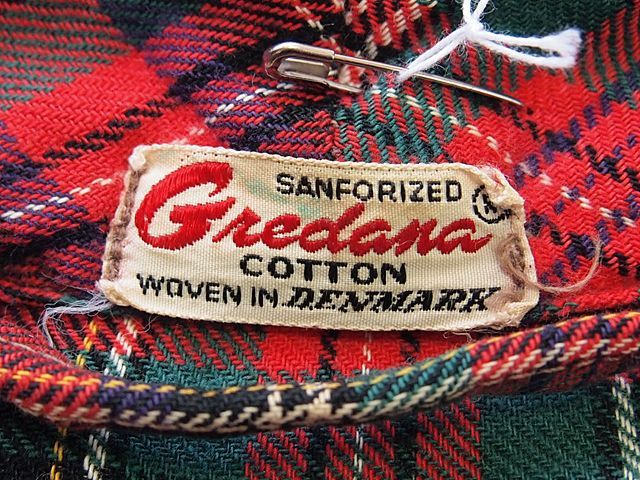 SANFORIZED
Gredana
COTTON
WOVEN IN DENMARK